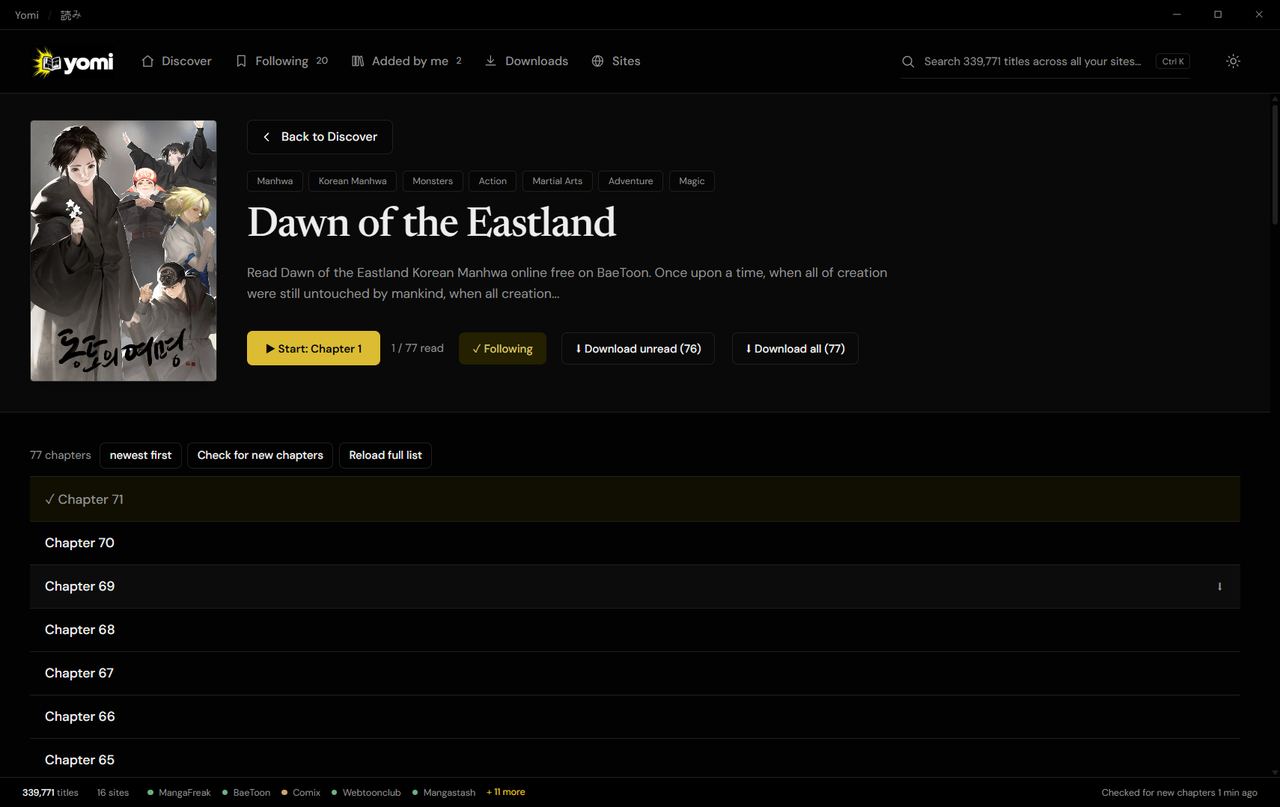 Yomi / 読み
yomi
Discover
Following 20
Added by me 2
Downloads
Sites
Search 339,771 titles across all your sites...
Ctrl K
Back to Discover
Manhwa
Korean Manhwa
Monsters
Action
Martial Arts
Adventure
Magic
Dawn of the Eastland
Read Dawn of the Eastland Korean Manhwa online free on BaeToon. Once upon a time, when all of creation
were still untouched by mankind, when all creation...
▶ Start: Chapter 1
1 / 77 read
✓ Following
⬇ Download unread (76)
⬇ Download all (77)
동토의 여명
77 chapters
newest first
Check for new chapters
Reload full list
✓ Chapter 71
Chapter 70
Chapter 69
⬇
Chapter 68
Chapter 67
Chapter 66
Chapter 65
339,771 titles
16 sites
MangaFreak
BaeToon
Comix
Webtoonclub
Mangastash
+ 11 more
Checked for new chapters 1 min ago